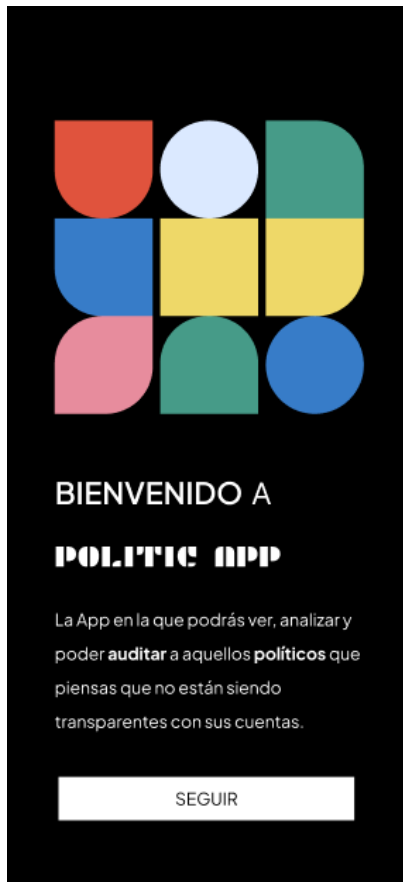 BIENVENIDO A
POLITIC APP
La App en la que podrás ver, analizar y
poder auditar a aquellos políticos que
piensas que no están siendo
transparentes con sus cuentas.
SEGUIR